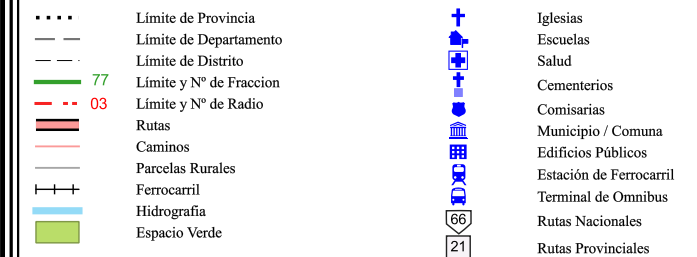 Límite de Provincia
Límite de Departamento
Límite de Distrito
77 Límite y Nº de Fraccion
03 Límite y Nº de Radio
Rutas
Caminos
Parcelas Rurales
Ferrocarril
Hidrografia
Espacio Verde
Iglesias
Escuelas
Salud
Cementerios
Comisarias
Municipio / Comuna
Edificios Públicos
Estación de Ferrocarril
Terminal de Omnibus
66 Rutas Nacionales
21 Rutas Provinciales